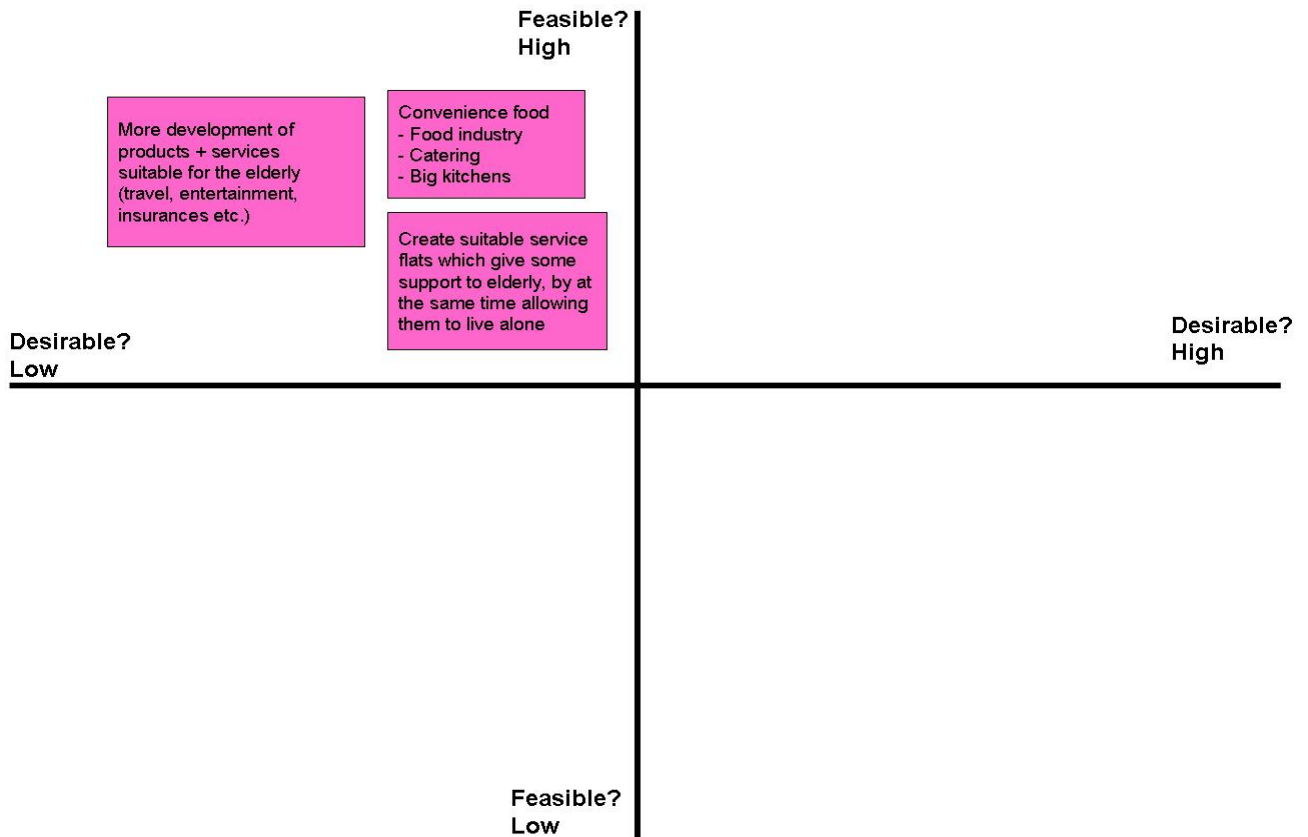 Feasible?
High
More development of
products + services
suitable for the elderly
(travel, entertainment,
insurances etc.)
Convenience food
- Food industry
- Catering
- Big kitchens
Create suitable service
flats which give some
support to elderly, by at
the same time allowing
them to live alone
Desirable?
Low
Desirable?
High
Feasible?
Low